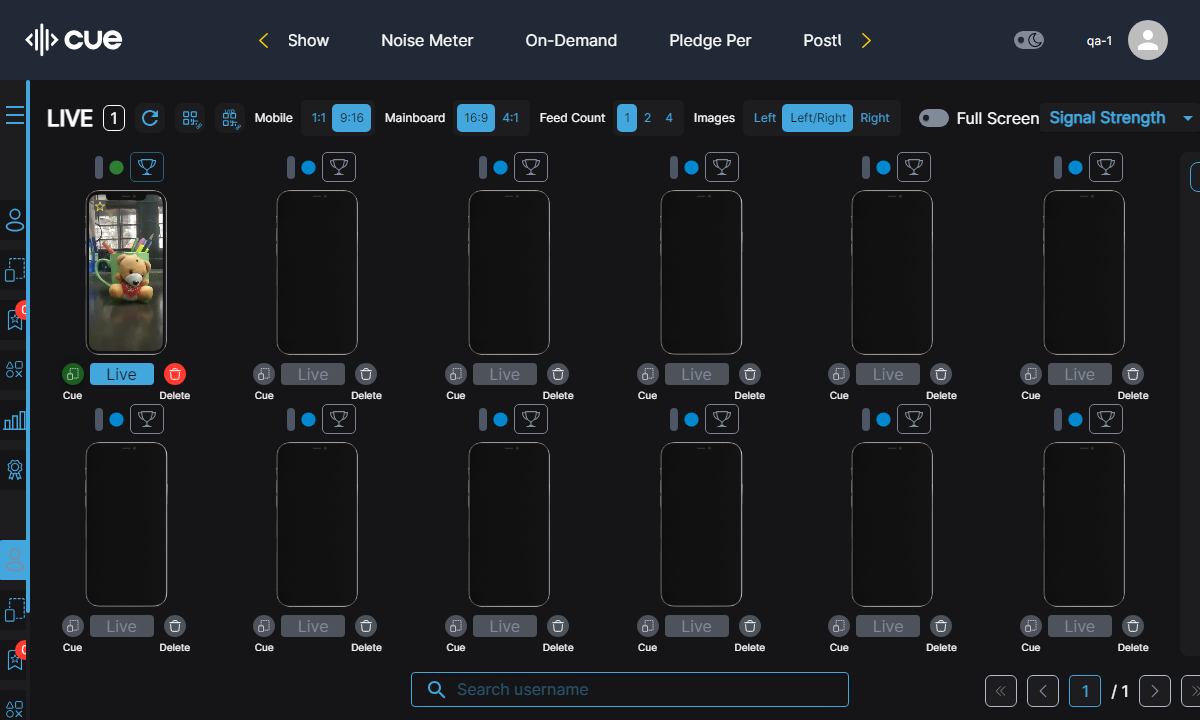 cue
Show
Noise Meter
On-Demand
Pledge Per
qa-1
LIVE 1
Mobile 1:1 9:16
Mainboard 16:9 4:1
Feed Count 1 2 4
Images Left Left/Right Right
Full Screen
Signal Strength
Live Live Live Live Live Live
Cue Delete Cue Delete Cue Delete Cue Delete Cue Delete Cue Delete
Live Live Live Live Live Live
Cue Delete Cue Delete Cue Delete Cue Delete Cue Delete Cue Delete
Search username
1 / 1